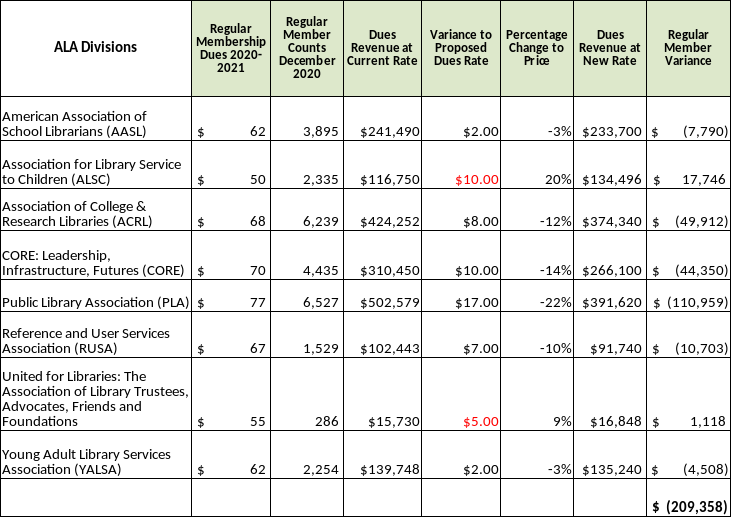 ALA Divisions
Regular
Membership
Dues 2020-
2021
Regular
Member
Counts
December
2020
Dues
Revenue at
Current Rate
Variance to
Proposed
Dues Rate
Percentage
Change to
Price
Dues
Revenue at
New Rate
Regular
Member
Variance
American Association of
School Librarians (AASL) $ 62 3,895 $241,490 $2.00 -3% $233,700 $ (7,790)
Association for Library Service
to Children (ALSC) $ 50 2,335 $116,750 $10.00 20% $134,496 $ 17,746
Association of College &
Research Libraries (ACRL) $ 68 6,239 $424,252 $8.00 -12% $374,340 $ (49,912)
CORE: Leadership,
Infrastructure, Futures (CORE) $ 70 4,435 $310,450 $10.00 -14% $266,100 $ (44,350)
Public Library Association (PLA) $ 77 6,527 $502,579 $17.00 -22% $391,620 $ (110,959)
Reference and User Services
Association (RUSA) $ 67 1,529 $102,443 $7.00 -10% $91,740 $ (10,703)
United for Libraries: The
Association of Library Trustees,
Advocates, Friends and
Foundations $ 55 286 $15,730 $5.00 9% $16,848 $ 1,118
Young Adult Library Services
Association (YALSA) $ 62 2,254 $139,748 $2.00 -3% $135,240 $ (4,508)
$ (209,358)